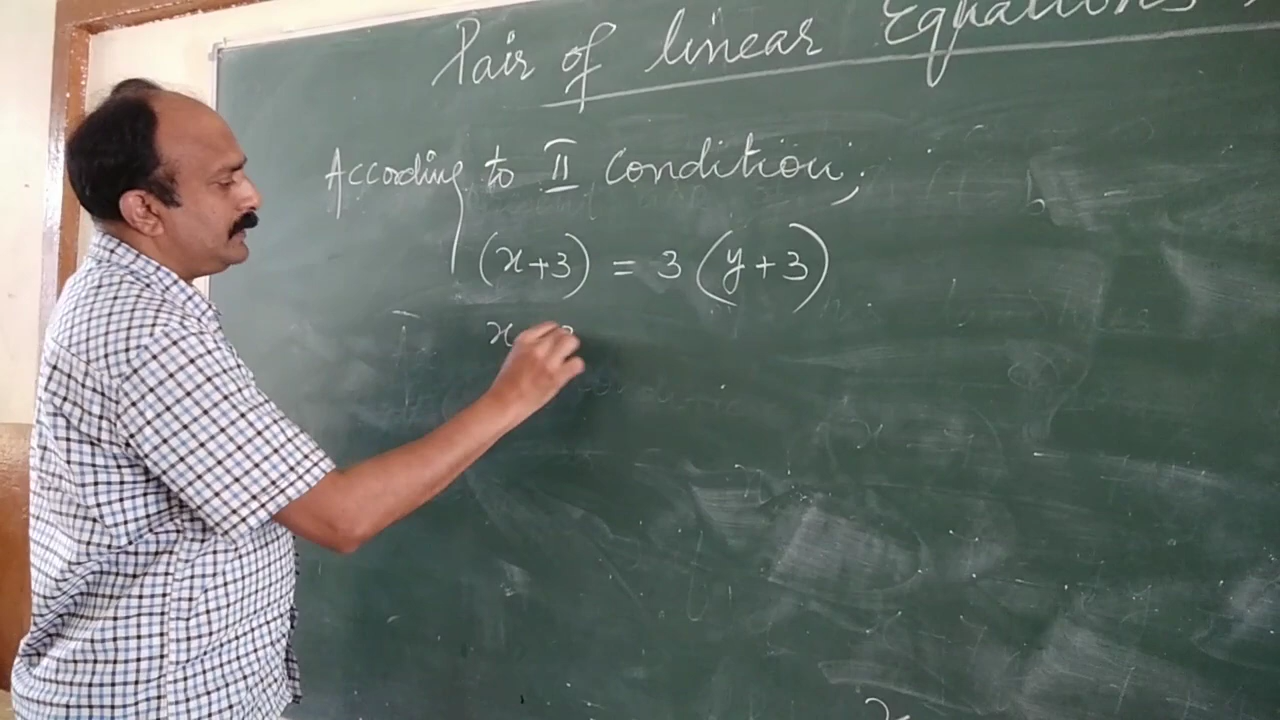 Pair of linear Equations
According to II condition;
(x+3) = 3 (y+3)
x